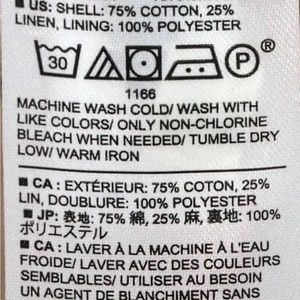 ■ US: SHELL: 75% COTTON, 25%
LINEN, LINING: 100% POLYESTER
30 P ®
1166
MACHINE WASH COLD/ WASH WITH
LIKE COLORS/ ONLY NON-CHLORINE
BLEACH WHEN NEEDED/ TUMBLE DRY
LOW/ WARM IRON
■ CA : EXTÉRIEUR: 75% COTON, 25%
LIN, DOUBLURE: 100% POLYESTER
■ JP: 表地: 75% 綿, 25% 麻, 裏地: 100%
ポリエステル
■ CA : LAVER À LA MACHINE À L'EAU
FROIDE/ LAVER AVEC DES COULEURS
SEMBLABLES/ UTILISER AU BESOIN
UN AGENT DE BLANCHIMENT SANS